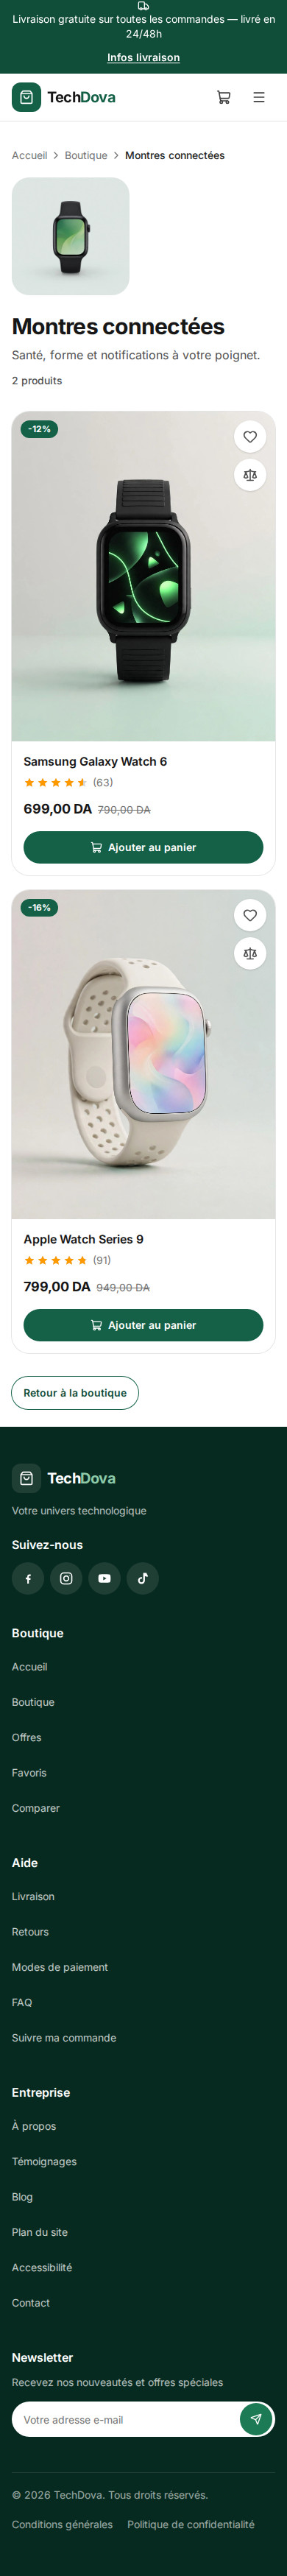 Livraison gratuite sur toutes les commandes — livré en
24/48h
Infos livraison
TechDova
Accueil > Boutique > Montres connectées
Montres connectées
Santé, forme et notifications à votre poignet.
2 produits
-12%
Samsung Galaxy Watch 6
(63)
699,00 DA 790,00 DA
Ajouter au panier
-16%
Apple Watch Series 9
(91)
799,00 DA 949,00 DA
Ajouter au panier
Retour à la boutique
TechDova
Votre univers technologique
Suivez-nous
Boutique
Accueil
Boutique
Offres
Favoris
Comparer
Aide
Livraison
Retours
Modes de paiement
FAQ
Suivre ma commande
Entreprise
À propos
Témoignages
Blog
Plan du site
Accessibilité
Contact
Newsletter
Recevez nos nouveautés et offres spéciales
Votre adresse e-mail
© 2026 TechDova. Tous droits réservés.
Conditions générales Politique de confidentialité